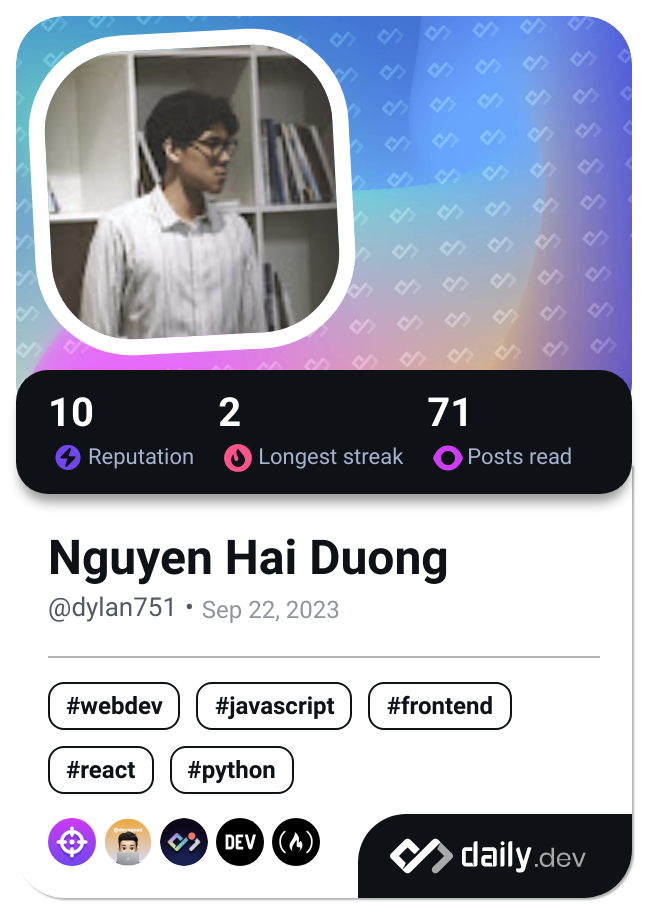 10 2 71
Reputation Longest streak Posts read
Nguyen Hai Duong
@dylan751 • Sep 22, 2023
#webdev #javascript #frontend
#react #python
DEV
daily.dev